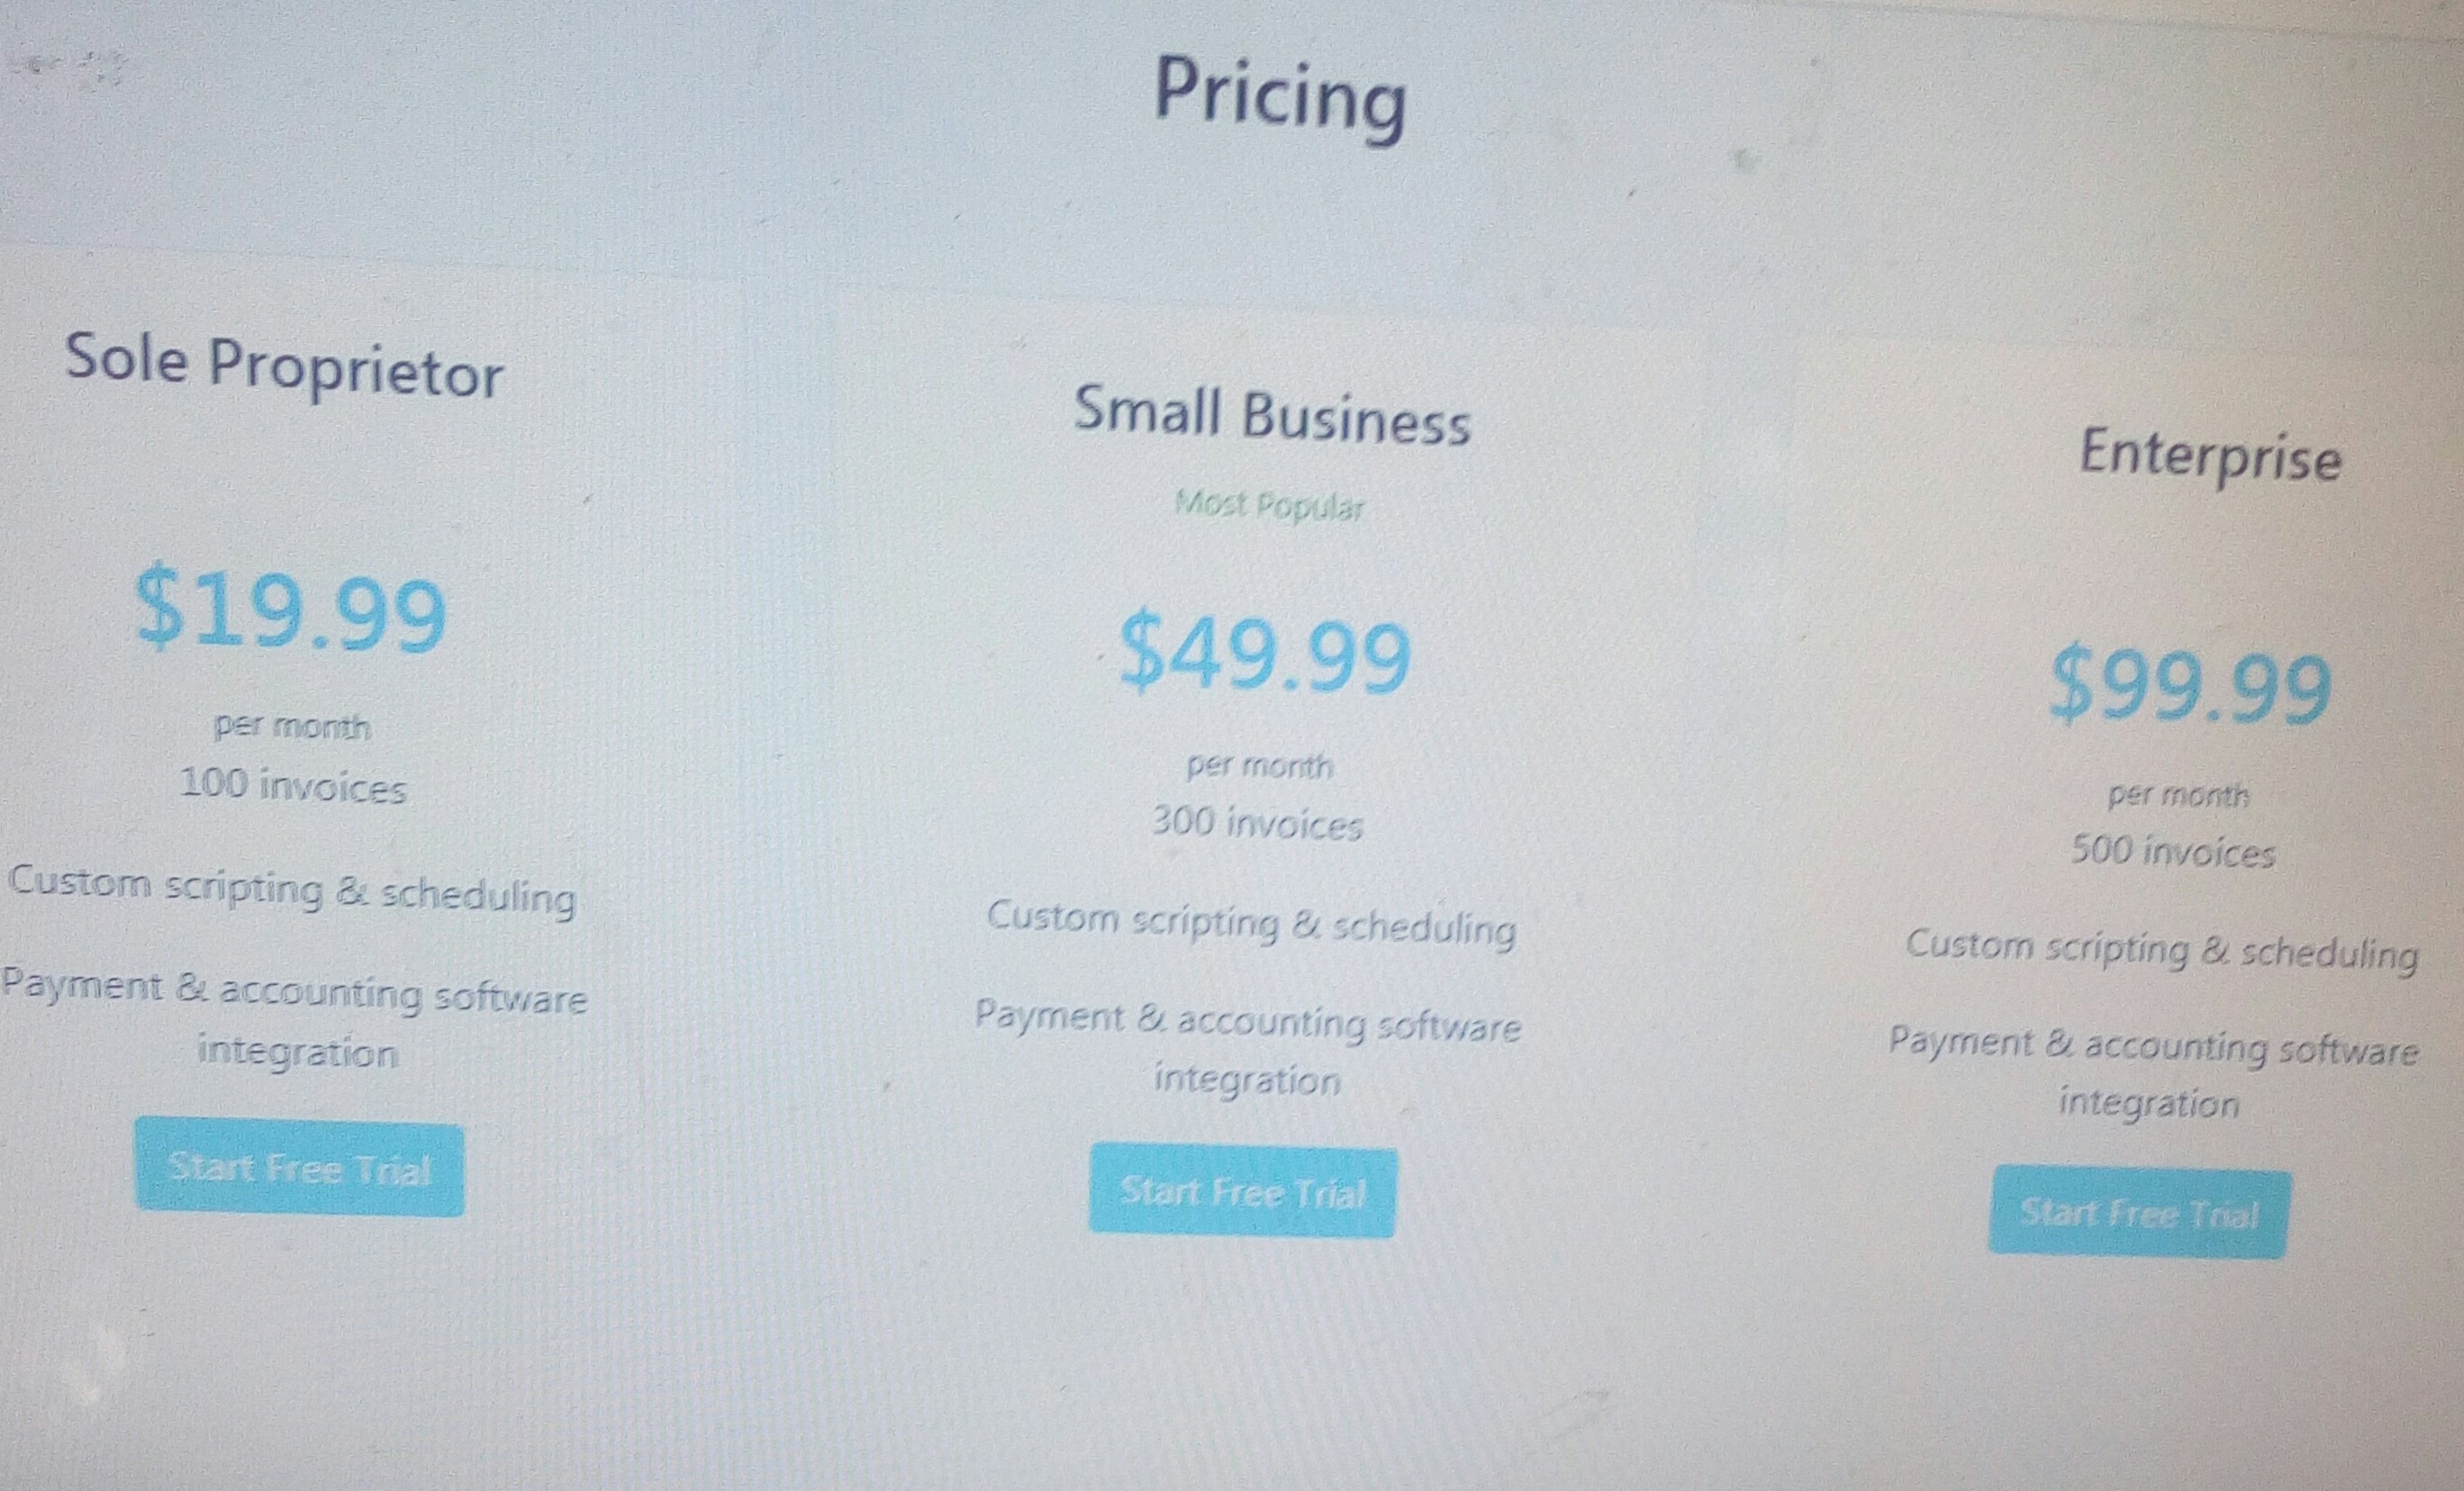 Pricing
Sole Proprietor
$19.99
per month
100 invoices
Custom scripting & scheduling
Payment & accounting software
integration
Start Free Trial
Small Business
Most Popular
$49.99
per month
300 invoices
Custom scripting & scheduling
Payment & accounting software
integration
Start Free Trial
Enterprise
$99.99
per month
500 invoices
Custom scripting & scheduling
Payment & accounting software
integration
Start Free Trial